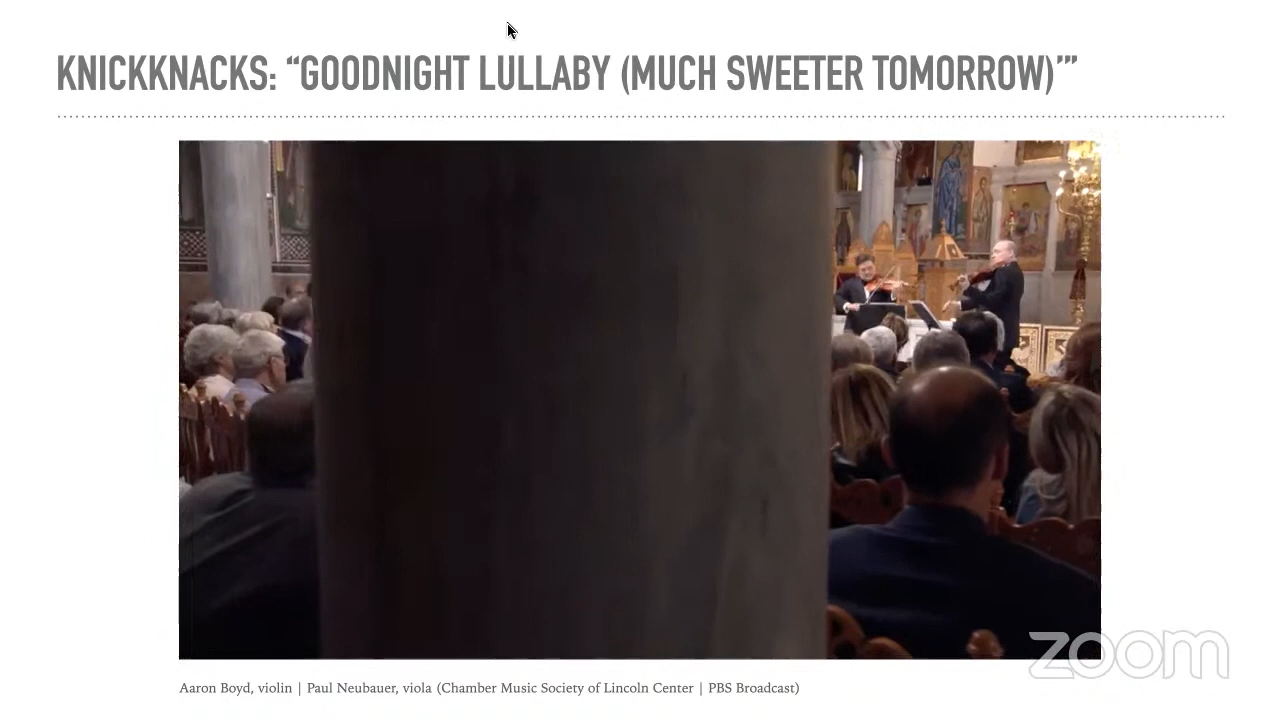 KNICKKNACKS: “GOODNIGHT LULLABY (MUCH SWEETER TOMORROW)’”
Aaron Boyd, violin | Paul Neubauer, viola (Chamber Music Society of Lincoln Center | PBS Broadcast)
zoom